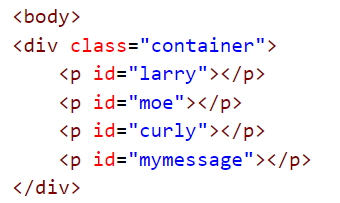 <body>
<div class="container">
    <p id="larry"></p>
    <p id="moe"></p>
    <p id="curly"></p>
    <p id="mymessage"></p>
</div>